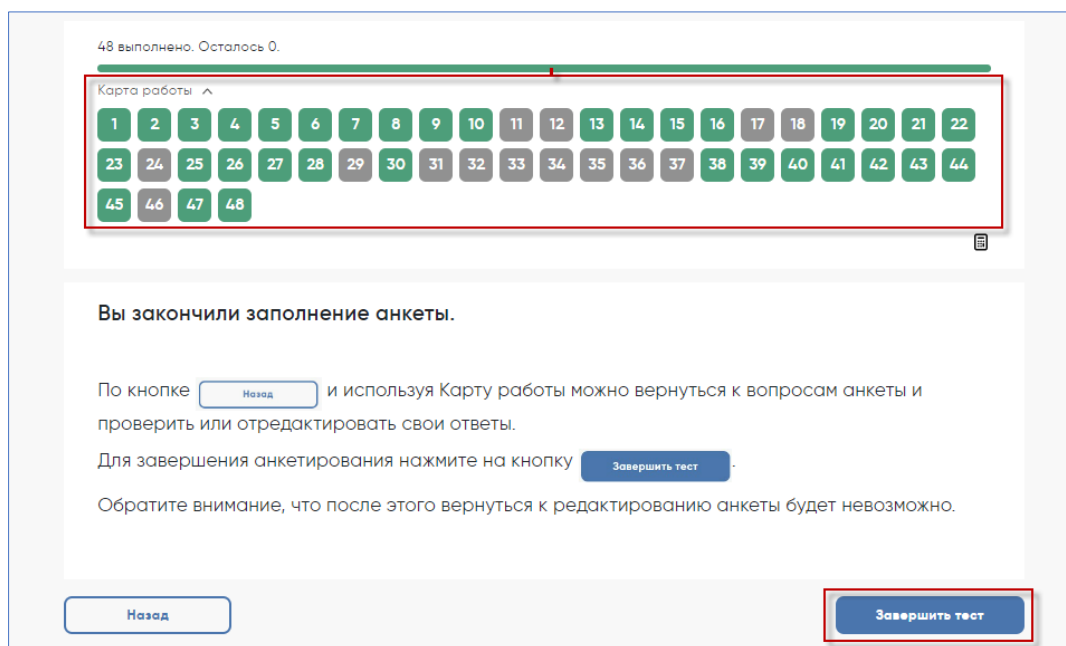 48 выполнено. Осталось 0.
Карта работы
1 2 3 4 5 6 7 8 9 10 11 12 13 14 15 16 17 18 19 20 21 22
23 24 25 26 27 28 29 30 31 32 33 34 35 36 37 38 39 40 41 42 43 44
45 46 47 48
Вы закончили заполнение анкеты.
По кнопке Назад и используя Карту работы можно вернуться к вопросам анкеты и
проверить или отредактировать свои ответы.
Для завершения анкетирования нажмите на кнопку Завершить тест.
Обратите внимание, что после этого вернуться к редактированию анкеты будет невозможно.
Назад Завершить тест